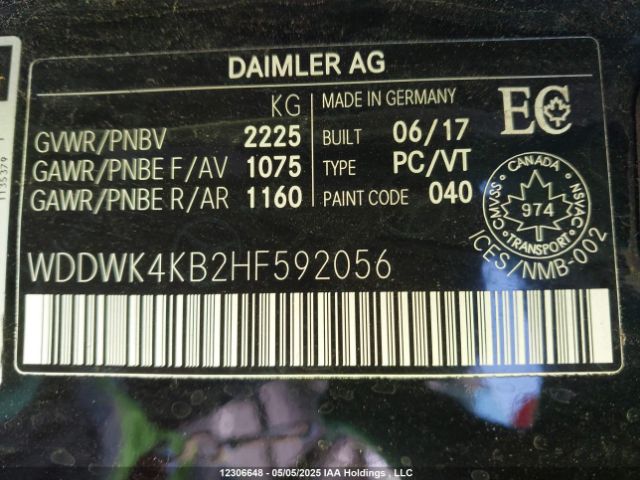 DAIMLER AG
KG
GVWR/PNBV 2225
GAWR/PNBE F/AV 1075
GAWR/PNBE R/AR 1160
MADE IN GERMANY
BUILT 06/17
TYPE PC/VT
PAINT CODE 040
EC
CANADA
CMVSS NSVAC
974
TRANSPORT
ICES/NMB-002
WDDWK4KB2HF592056
1135379
12306648 - 05/05/2025 IAA Holdings , LLC